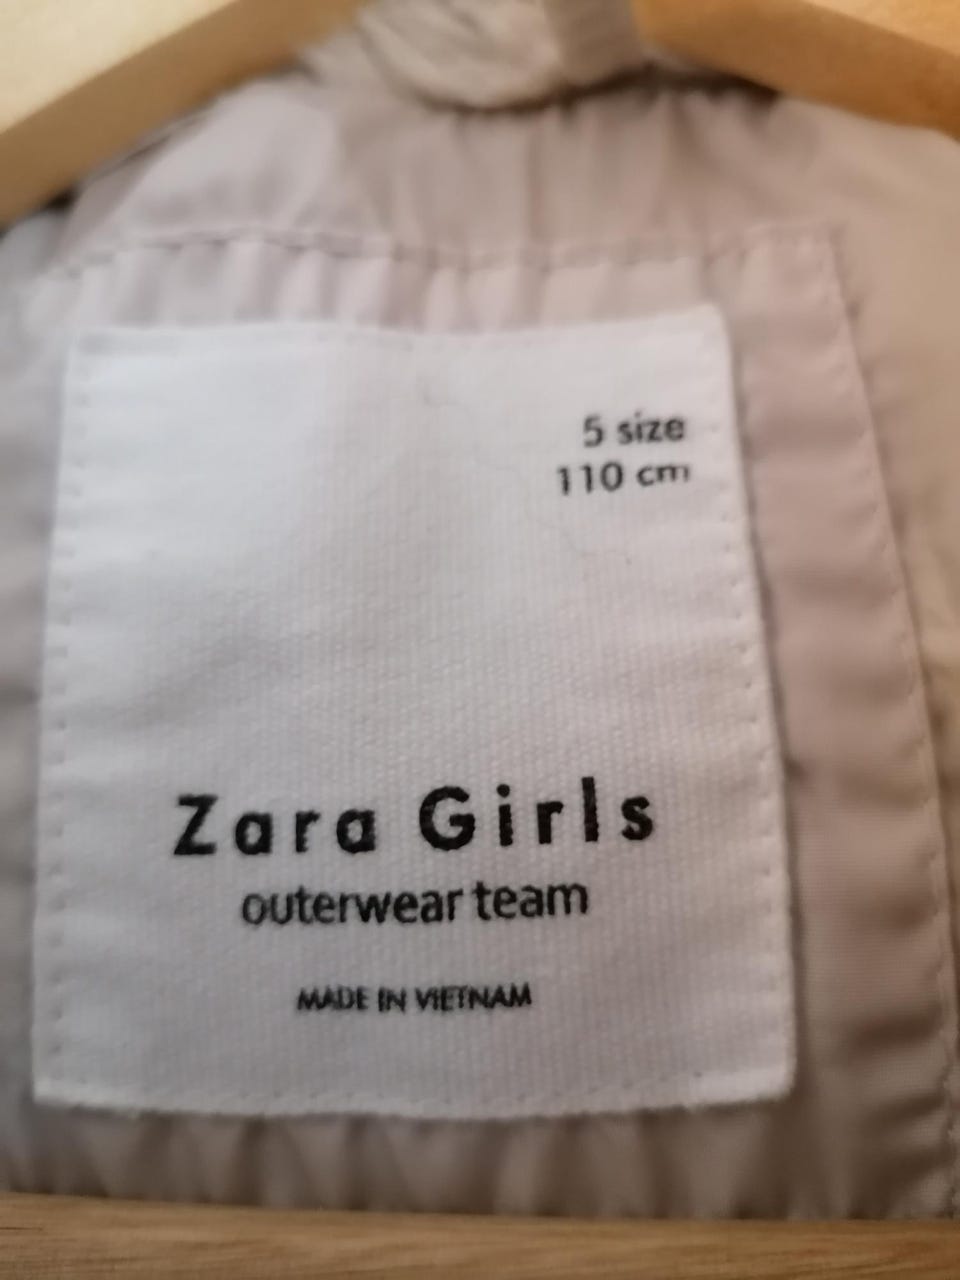 5 size
110 cm
Zara Girls
outerwear team
MADE IN VIETNAM